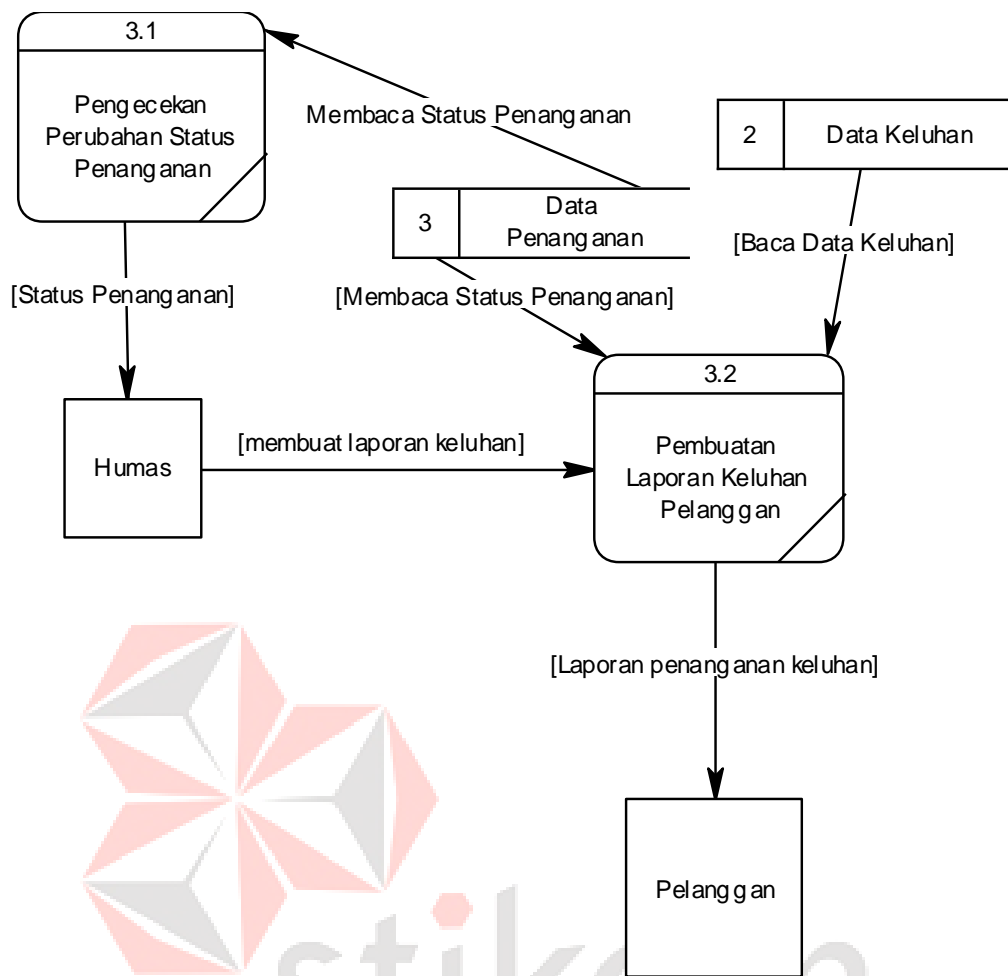 3.1
Pengecekan
Perubahan Status
Penanganan
Membaca Status Penanganan
2
Data Keluhan
3
Data
Penanganan
[Baca Data Keluhan]
[Status Penanganan]
[Membaca Status Penanganan]
3.2
Pembuatan
Laporan Keluhan
Pelanggan
[membuat laporan keluhan]
Humas
[Laporan penanganan keluhan]
Pelanggan